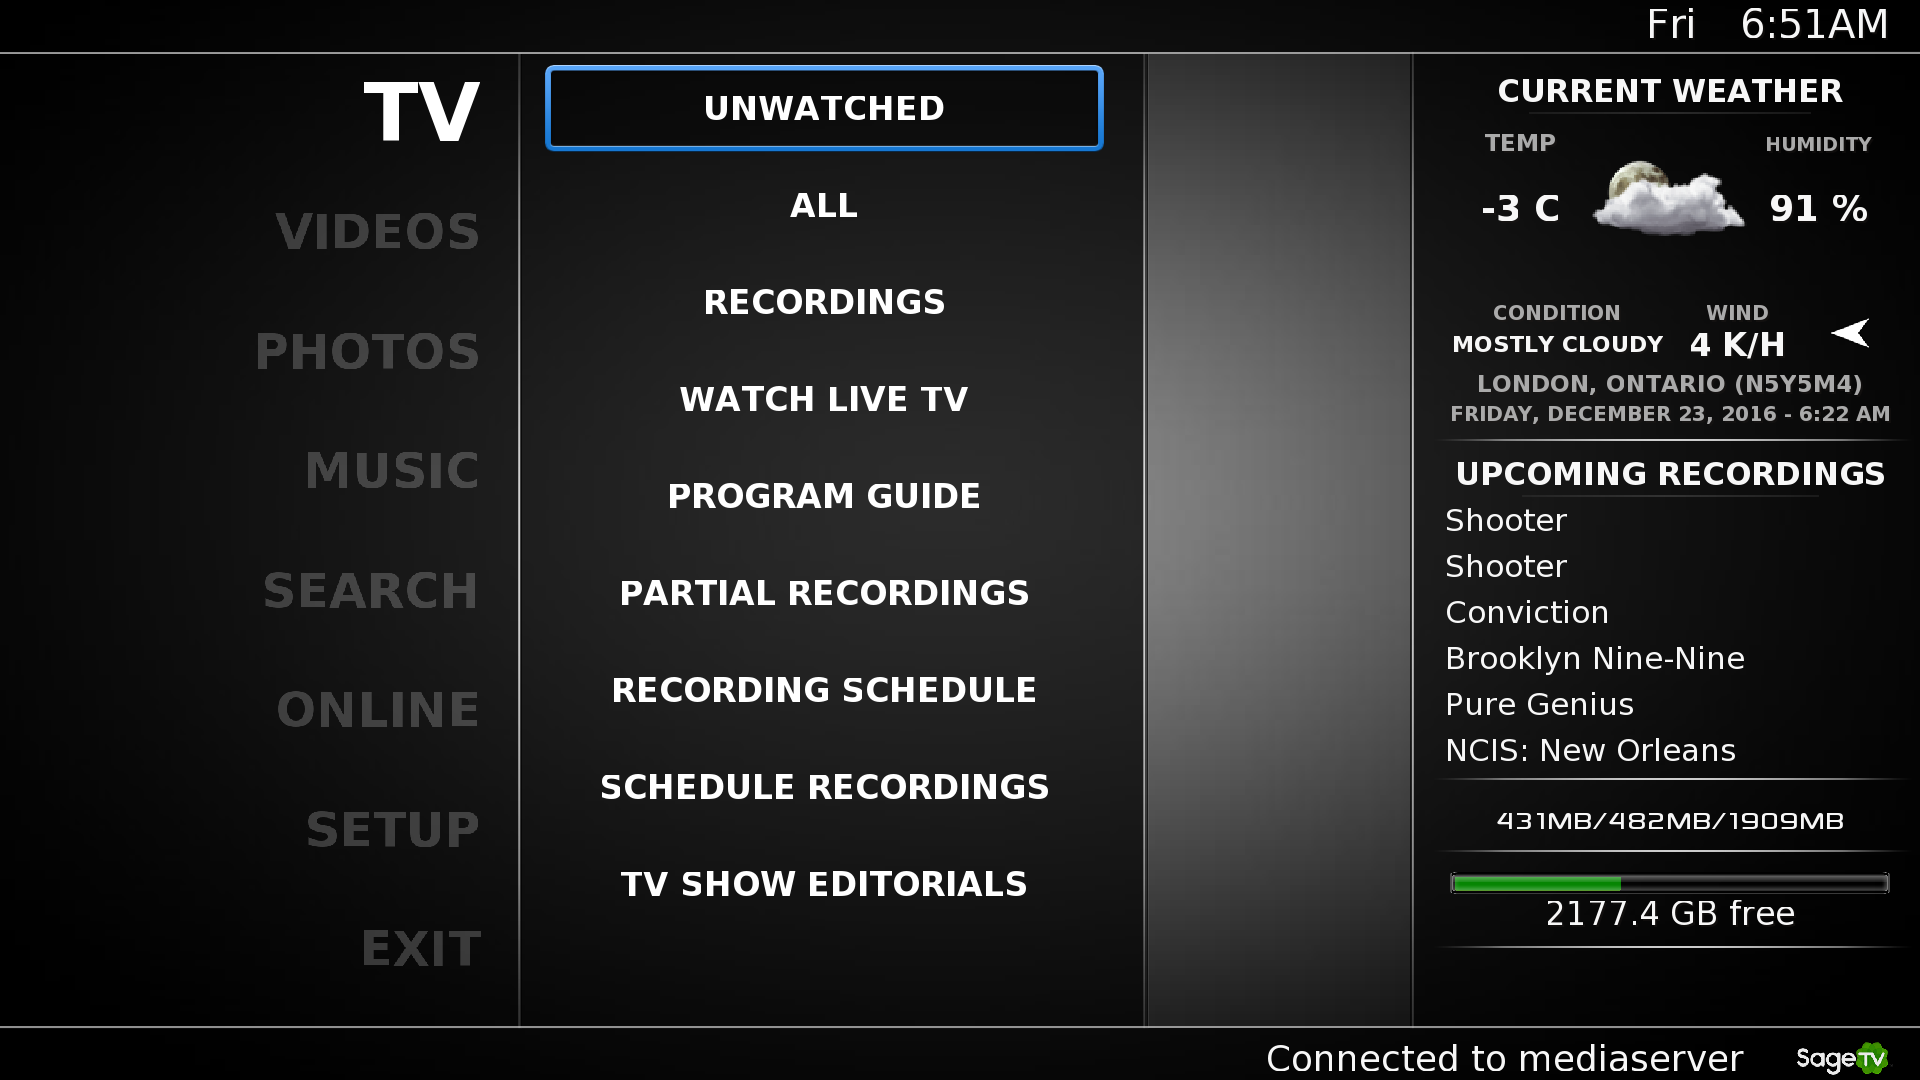 Fri 6:51AM
TV
VIDEOS
PHOTOS
MUSIC
SEARCH
ONLINE
SETUP
EXIT
UNWATCHED
ALL
RECORDINGS
WATCH LIVE TV
PROGRAM GUIDE
PARTIAL RECORDINGS
RECORDING SCHEDULE
SCHEDULE RECORDINGS
TV SHOW EDITORIALS
CURRENT WEATHER
TEMP HUMIDITY
-3 C 91 %
CONDITION WIND
MOSTLY CLOUDY 4 K/H
LONDON, ONTARIO (N5Y5M4)
FRIDAY, DECEMBER 23, 2016 - 6:22 AM
UPCOMING RECORDINGS
Shooter
Shooter
Conviction
Brooklyn Nine-Nine
Pure Genius
NCIS: New Orleans
431MB/482MB/1909MB
2177.4 GB free
Connected to mediaserver SageTV